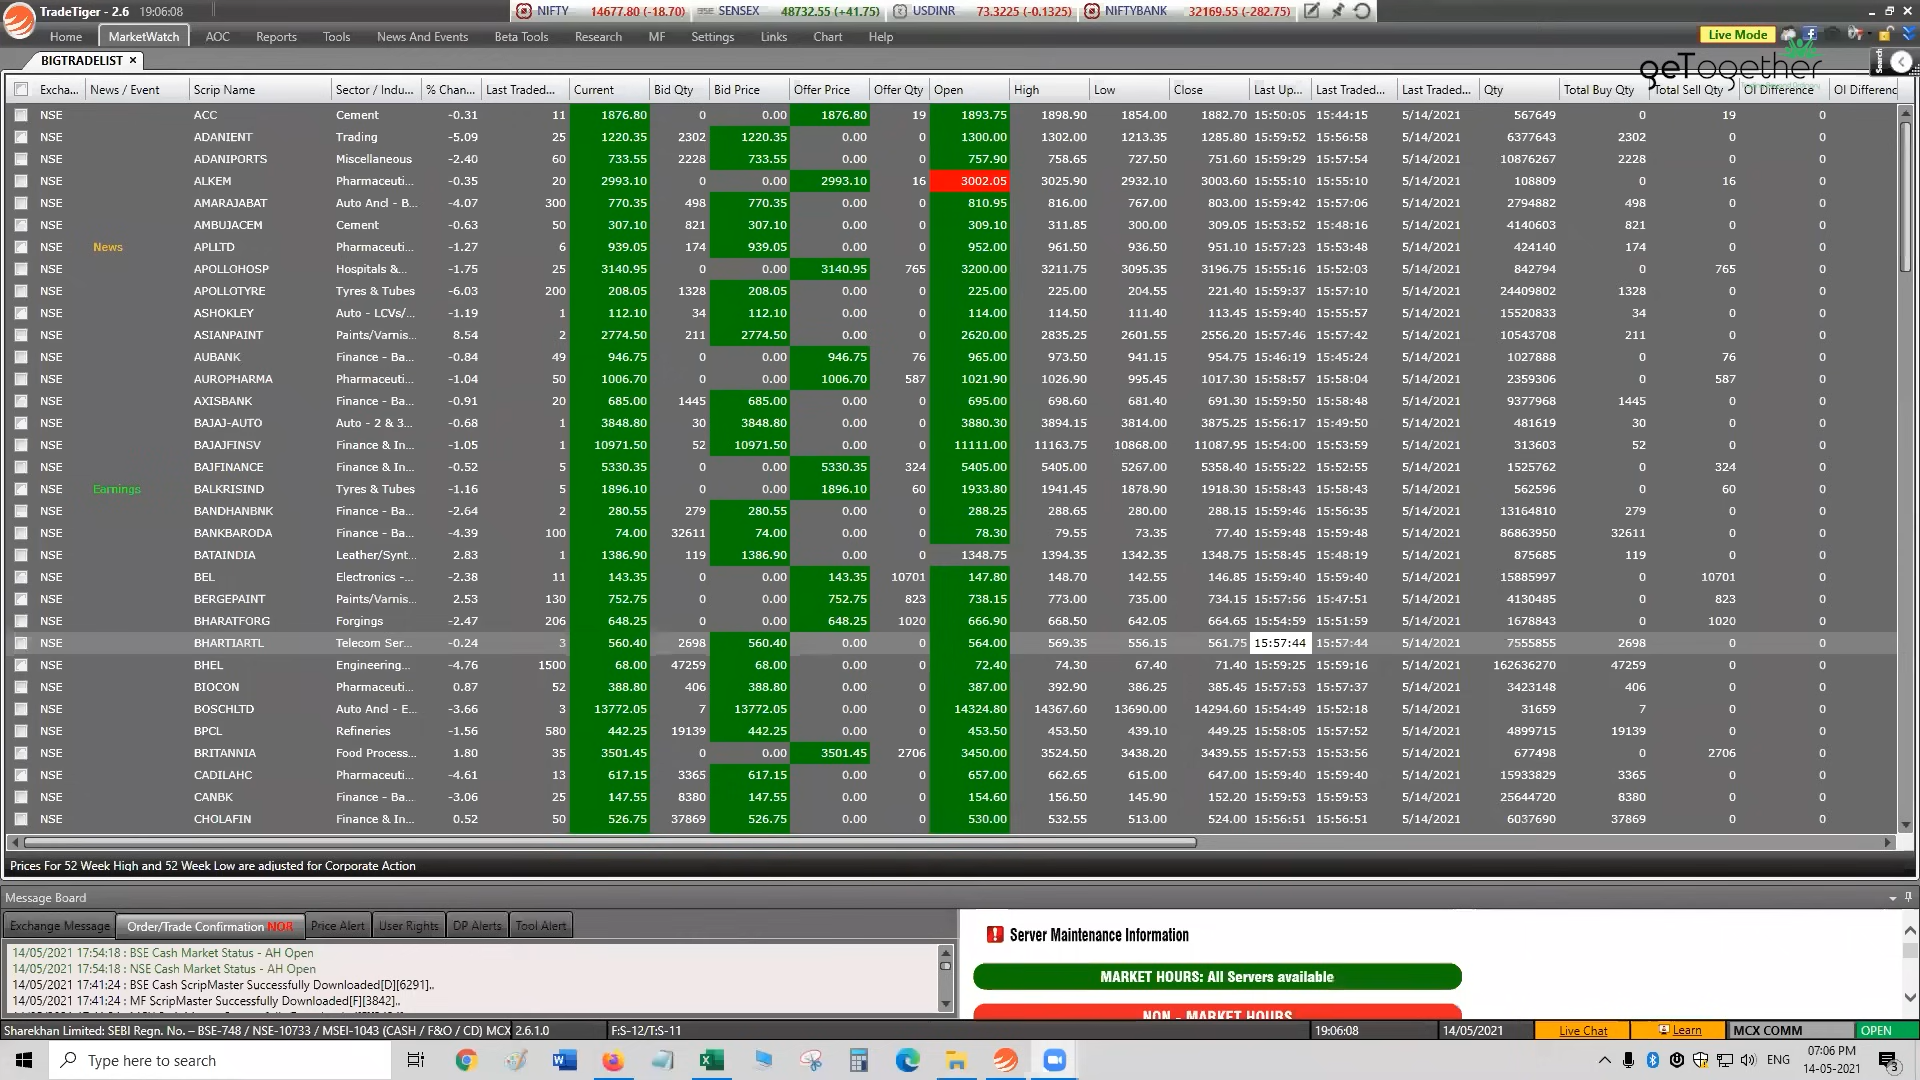 TradeTiger - 2.6 19:06:08 NIFTY 14677.80 (-18.70) SENSEX 48732.55 (+41.75) USDINR 73.3225 (-0.1325) NIFTYBANK 32169.55 (-282.75)
Home MarketWatch AOC Reports Tools News And Events Beta Tools Research MF Settings Links Chart Help Live Mode
BIGTRADELIST × geTogether Search
Excha... News / Event Scrip Name Sector / Indu... % Chan... Last Traded... Current Bid Qty Bid Price Offer Price Offer Qty Open High Low Close Last Up... Last Traded... Last Traded... Qty Total Buy Qty Total Sell Qty OI Difference OI Differenc
NSE ACC Cement -0.31 11 1876.80 0 0.00 1876.80 19 1893.75 1898.90 1854.00 1882.70 15:50:05 15:44:15 5/14/2021 567649 0 19 0
NSE ADANIENT Trading -5.09 25 1220.35 2302 1220.35 0.00 0 1300.00 1302.00 1213.35 1285.80 15:59:52 15:56:58 5/14/2021 6377643 2302 0 0
NSE ADANIPORTS Miscellaneous -2.40 60 733.55 2228 733.55 0.00 0 757.90 758.65 727.50 751.60 15:59:29 15:57:54 5/14/2021 10876267 2228 0 0
NSE ALKEM Pharmaceuti... -0.35 20 2993.10 0 0.00 2993.10 16 3002.05 3025.90 2932.10 3003.60 15:55:10 15:55:10 5/14/2021 108809 0 16 0
NSE AMARAJABAT Auto Ancl - B... -4.07 300 770.35 498 770.35 0.00 0 810.95 816.00 767.00 803.00 15:59:42 15:57:06 5/14/2021 2794882 498 0 0
NSE AMBUJACEM Cement -0.63 50 307.10 821 307.10 0.00 0 309.10 311.85 300.00 309.05 15:53:52 15:48:16 5/14/2021 4140603 821 0 0
NSE News APLLTD Pharmaceuti... -1.27 6 939.05 174 939.05 0.00 0 952.00 961.50 936.50 951.10 15:57:23 15:53:48 5/14/2021 424140 174 0 0
NSE APOLLOHOSP Hospitals &... -1.75 25 3140.95 0 0.00 3140.95 765 3200.00 3211.75 3095.35 3196.75 15:55:16 15:52:03 5/14/2021 842794 0 765 0
NSE APOLLOTYRE Tyres & Tubes -6.03 200 208.05 1328 208.05 0.00 0 225.00 225.00 204.55 221.40 15:59:37 15:57:10 5/14/2021 24409802 1328 0 0
NSE ASHOKLEY Auto - LCVs/... -1.19 1 112.10 34 112.10 0.00 0 114.00 114.50 111.40 113.45 15:59:40 15:55:57 5/14/2021 15520833 34 0 0
NSE ASIANPAINT Paints/Varnis... 8.54 2 2774.50 211 2774.50 0.00 0 2620.00 2835.25 2601.55 2556.20 15:57:46 15:57:42 5/14/2021 10543708 211 0 0
NSE AUBANK Finance - Ba... -0.84 49 946.75 0 0.00 946.75 76 965.00 973.50 941.15 954.75 15:46:19 15:45:24 5/14/2021 1027888 0 76 0
NSE AUROPHARMA Pharmaceuti... -1.04 50 1006.70 0 0.00 1006.70 587 1021.90 1026.90 995.45 1017.30 15:58:57 15:58:04 5/14/2021 2359306 0 587 0
NSE AXISBANK Finance - Ba... -0.91 20 685.00 1445 685.00 0.00 0 695.00 698.60 681.40 691.30 15:59:50 15:58:48 5/14/2021 9377968 1445 0 0
NSE BAJAJ-AUTO Auto - 2 & 3... -0.68 1 3848.80 30 3848.80 0.00 0 3880.30 3894.15 3814.00 3875.25 15:56:17 15:49:50 5/14/2021 481619 30 0 0
NSE BAJAJFINSV Finance & In... -1.05 1 10971.50 52 10971.50 0.00 0 11111.00 11163.75 10868.00 11087.95 15:54:00 15:53:59 5/14/2021 313603 52 0 0
NSE BAJFINANCE Finance & In... -0.52 5 5330.35 0 0.00 5330.35 324 5405.00 5405.00 5267.00 5358.40 15:55:22 15:52:55 5/14/2021 1525762 0 324 0
NSE Earnings BALKRISIND Tyres & Tubes -1.16 5 1896.10 0 0.00 1896.10 60 1933.80 1941.45 1878.90 1918.30 15:58:43 15:58:43 5/14/2021 562596 0 60 0
NSE BANDHANBNK Finance - Ba... -2.64 2 280.55 279 280.55 0.00 0 288.25 288.65 280.00 288.15 15:59:46 15:56:35 5/14/2021 13164810 279 0 0
NSE BANKBARODA Finance - Ba... -4.39 100 74.00 32611 74.00 0.00 0 78.30 79.55 73.35 77.40 15:59:48 15:59:48 5/14/2021 86863950 32611 0 0
NSE BATAINDIA Leather/Synt... 2.83 1 1386.90 119 1386.90 0.00 0 1348.75 1394.35 1342.35 1348.75 15:58:45 15:48:19 5/14/2021 875685 119 0 0
NSE BEL Electronics -... -2.38 11 143.35 0 0.00 143.35 10701 147.80 148.70 142.55 146.85 15:59:40 15:59:40 5/14/2021 15885997 0 10701 0
NSE BERGEPAINT Paints/Varnis... 2.53 130 752.75 0 0.00 752.75 823 738.15 773.00 735.00 734.15 15:57:56 15:47:51 5/14/2021 4130485 0 823 0
NSE BHARATFORG Forgings -2.47 206 648.25 0 0.00 648.25 1020 666.90 668.50 642.05 664.65 15:54:59 15:51:59 5/14/2021 1678843 0 1020 0
NSE BHARTIARTL Telecom Ser... -0.24 3 560.40 2698 560.40 0.00 0 564.00 569.35 556.15 561.75 15:57:44 15:57:44 5/14/2021 7555855 2698 0 0
NSE BHEL Engineering... -4.76 1500 68.00 47259 68.00 0.00 0 72.40 74.30 67.40 71.40 15:59:25 15:59:16 5/14/2021 162636270 47259 0 0
NSE BIOCON Pharmaceuti... 0.87 52 388.80 406 388.80 0.00 0 387.00 392.90 386.25 385.45 15:57:53 15:57:37 5/14/2021 3423148 406 0 0
NSE BOSCHLTD Auto Ancl - E... -3.66 3 13772.05 7 13772.05 0.00 0 14324.80 14367.60 13690.00 14294.60 15:54:49 15:52:18 5/14/2021 31659 7 0 0
NSE BPCL Refineries -1.56 580 442.25 19139 442.25 0.00 0 453.50 453.50 439.10 449.25 15:58:05 15:57:52 5/14/2021 4899715 19139 0 0
NSE BRITANNIA Food Process... 1.80 35 3501.45 0 0.00 3501.45 2706 3450.00 3524.50 3438.20 3439.55 15:57:53 15:53:56 5/14/2021 677498 0 2706 0
NSE CADILAHC Pharmaceuti... -4.61 13 617.15 3365 617.15 0.00 0 657.00 662.65 615.00 647.00 15:59:40 15:59:40 5/14/2021 15933829 3365 0 0
NSE CANBK Finance - Ba... -3.06 25 147.55 8380 147.55 0.00 0 154.60 156.50 145.90 152.20 15:59:53 15:59:53 5/14/2021 25644720 8380 0 0
NSE CHOLAFIN Finance & In... 0.52 50 526.75 37869 526.75 0.00 0 530.00 532.55 513.00 524.00 15:56:51 15:56:51 5/14/2021 6037690 37869 0 0
Prices For 52 Week High and 52 Week Low are adjusted for Corporate Action
Message Board
Exchange Message Order/Trade Confirmation NOR Price Alert User Rights DP Alerts Tool Alert
14/05/2021 17:54:18 : BSE Cash Market Status - AH Open
14/05/2021 17:54:18 : NSE Cash Market Status - AH Open
14/05/2021 17:41:24 : BSE Cash ScripMaster Successfully Downloaded[D][6291]..
14/05/2021 17:41:24 : MF ScripMaster Successfully Downloaded[F][3842]..
Server Maintenance Information
MARKET HOURS: All Servers available
NON - MARKET HOURS
Sharekhan Limited: SEBI Regn. No. – BSE-748 / NSE-10733 / MSEI-1043 (CASH / F&O / CD) MCX 2.6.1.0 F:S-12/T:S-11 19:06:08 14/05/2021 Live Chat Learn MCX COMM OPEN
Type here to search ENG 07:06 PM
14-05-2021